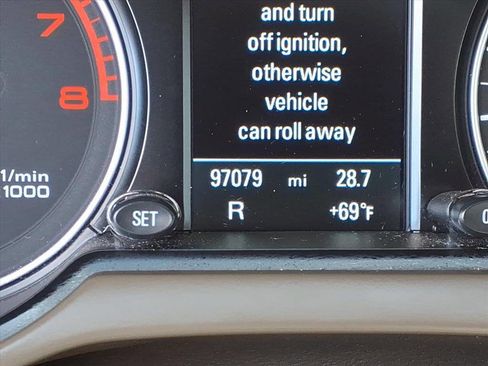 and turn
off ignition,
otherwise
vehicle
can roll away
7
8
1/min
1000
97079 mi 28.7
R +69°F
SET